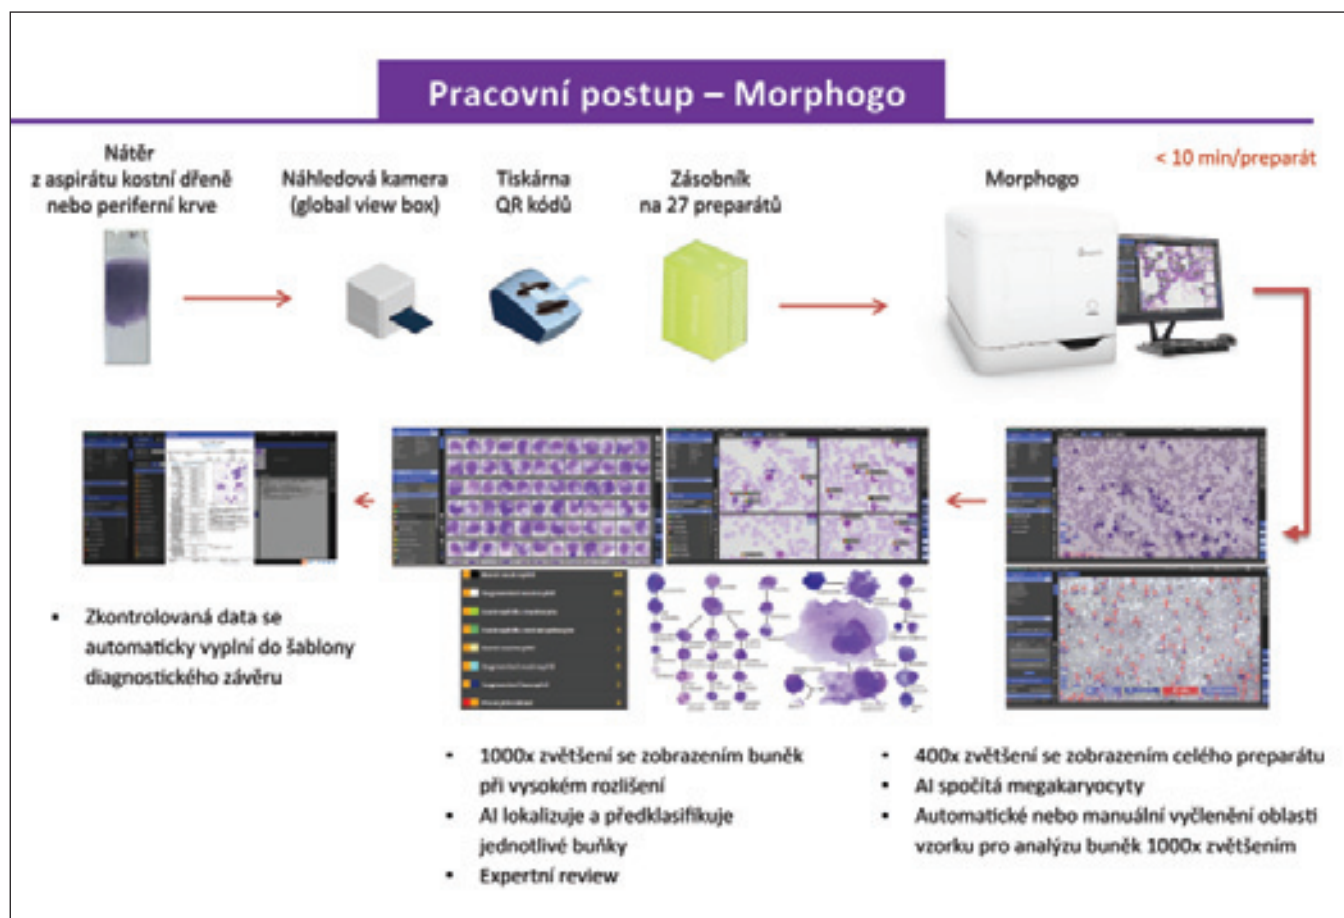 Pracovní postup – Morphogo
< 10 min/preparát
Nátěr
z aspirátu kostní dřeně
nebo periferní krve
Náhledová kamera
(global view box)
Tiskárna
QR kódů
Zásobník
na 27 preparátů
Morphogo
▪ Zkontrolovaná data se
automaticky vyplní do šablony
diagnostického závěru
▪ 1000x zvětšení se zobrazením buněk
při vysokém rozlišení
▪ AI lokalizuje a předklasifikuje
jednotlivé buňky
▪ Expertní review
▪ 400x zvětšení se zobrazením celého preparátu
▪ AI spočítá megakaryocyty
▪ Automatické nebo manuální vyčlenění oblasti
vzorku pro analýzu buněk 1000x zvětšením